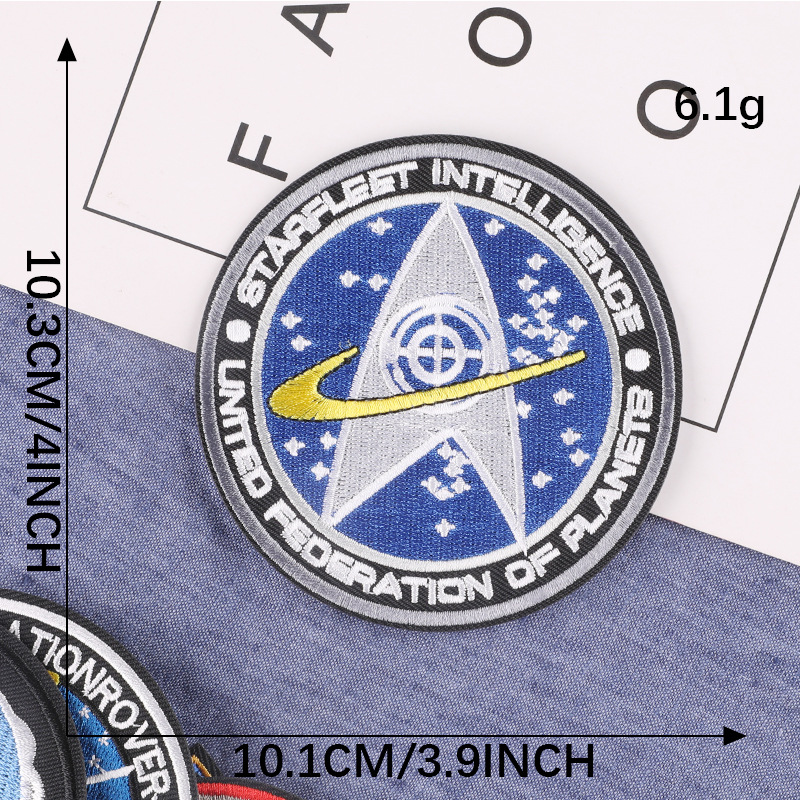 F A O O
6.1g
STARFLEET INTELLIGENCE
UNITED FEDERATION OF PLANETS
10.3CM/4INCH
ATIONROVER
10.1CM/3.9INCH